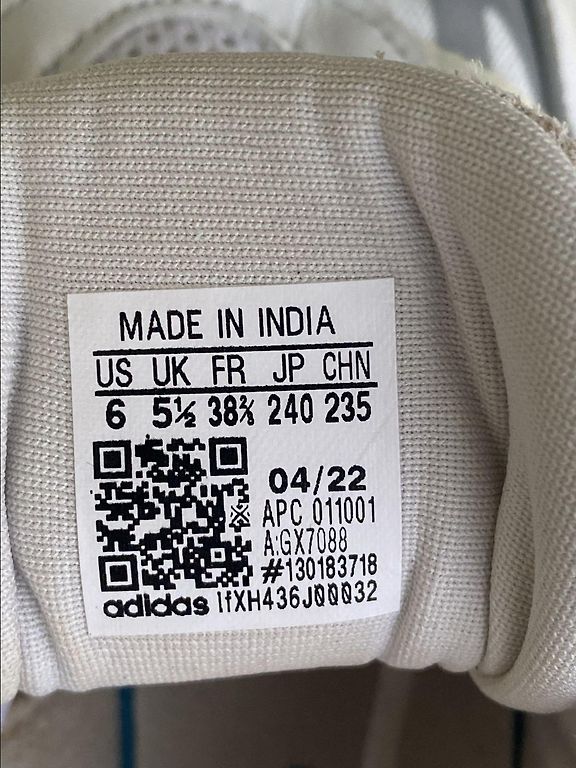 MADE IN INDIA
US UK FR JP CHN
6 5½ 38⅔ 240 235
04/22
APC 011001
A:GX7088
#130183718
adidas IfXH436J00032